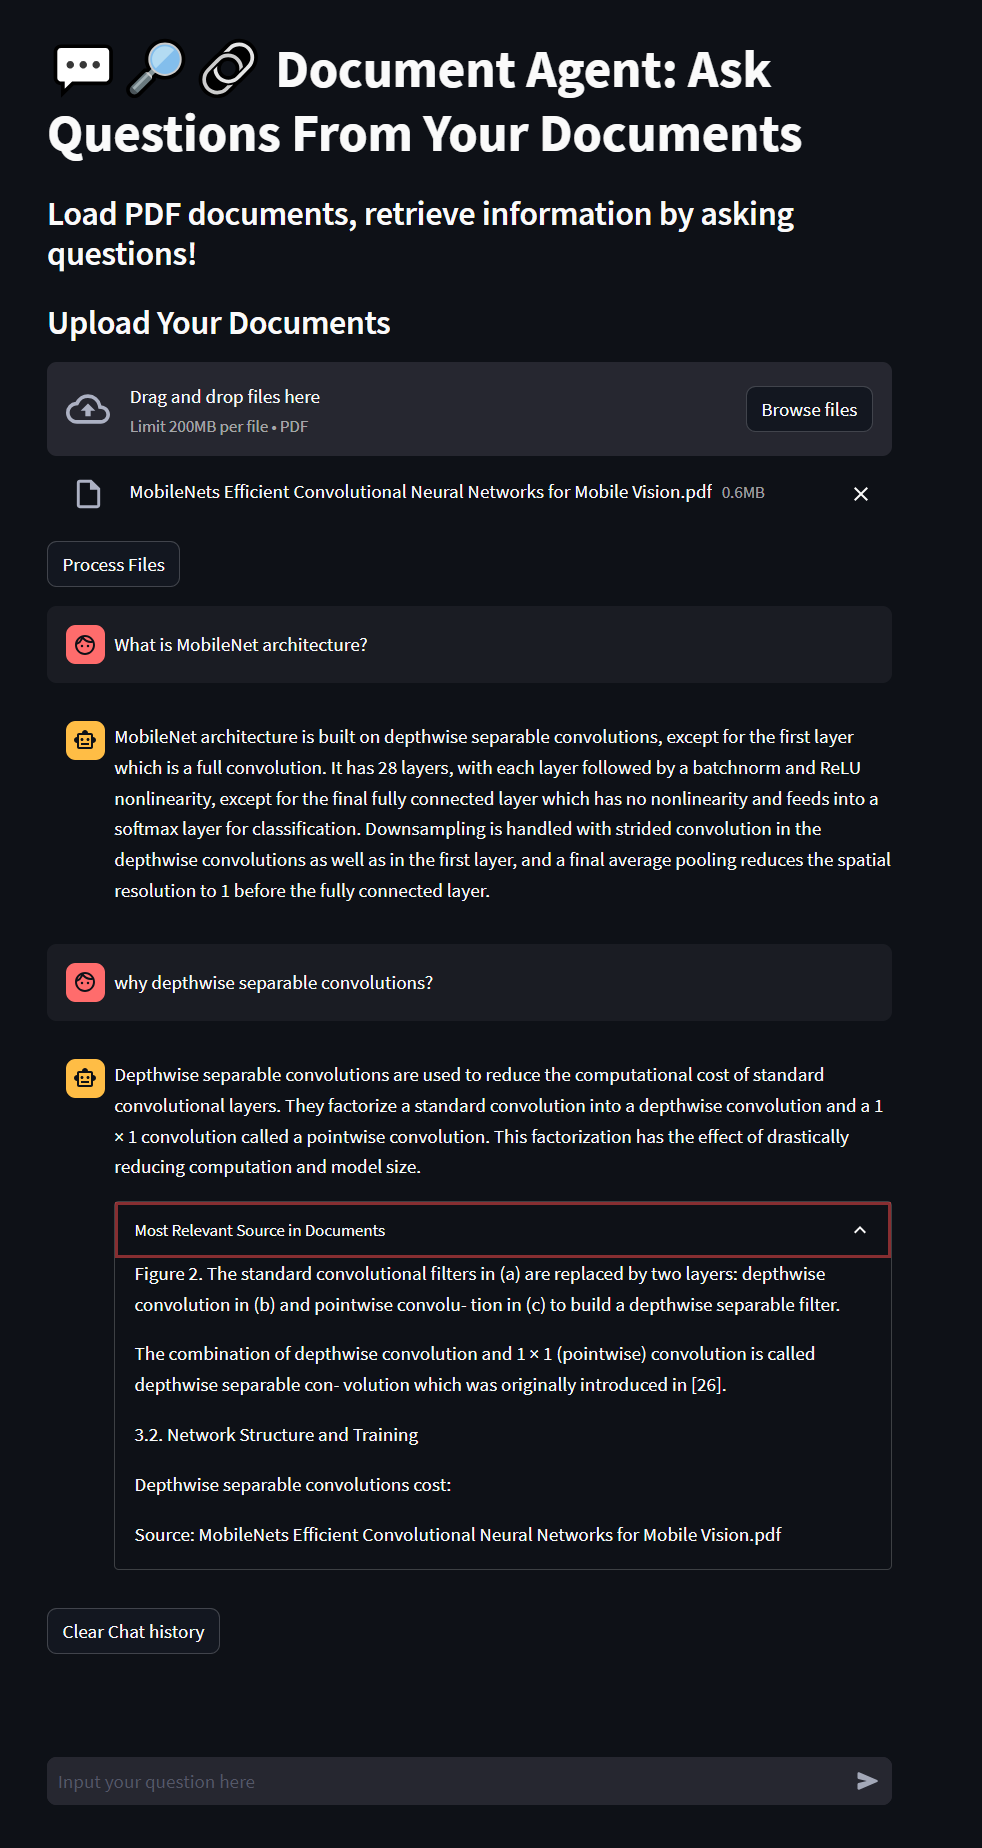 Document Agent: Ask
Questions From Your Documents
Load PDF documents, retrieve information by asking
questions!
Upload Your Documents
Drag and drop files here
Limit 200MB per file • PDF
Browse files
MobileNets Efficient Convolutional Neural Networks for Mobile Vision.pdf 0.6MB
Process Files
What is MobileNet architecture?
MobileNet architecture is built on depthwise separable convolutions, except for the first layer
which is a full convolution. It has 28 layers, with each layer followed by a batchnorm and ReLU
nonlinearity, except for the final fully connected layer which has no nonlinearity and feeds into a
softmax layer for classification. Downsampling is handled with strided convolution in the
depthwise convolutions as well as in the first layer, and a final average pooling reduces the spatial
resolution to 1 before the fully connected layer.
why depthwise separable convolutions?
Depthwise separable convolutions are used to reduce the computational cost of standard
convolutional layers. They factorize a standard convolution into a depthwise convolution and a 1
× 1 convolution called a pointwise convolution. This factorization has the effect of drastically
reducing computation and model size.
Most Relevant Source in Documents
Figure 2. The standard convolutional filters in (a) are replaced by two layers: depthwise
convolution in (b) and pointwise convolu- tion in (c) to build a depthwise separable filter.
The combination of depthwise convolution and 1 × 1 (pointwise) convolution is called
depthwise separable con- volution which was originally introduced in [26].
3.2. Network Structure and Training
Depthwise separable convolutions cost:
Source: MobileNets Efficient Convolutional Neural Networks for Mobile Vision.pdf
Clear Chat history
Input your question here